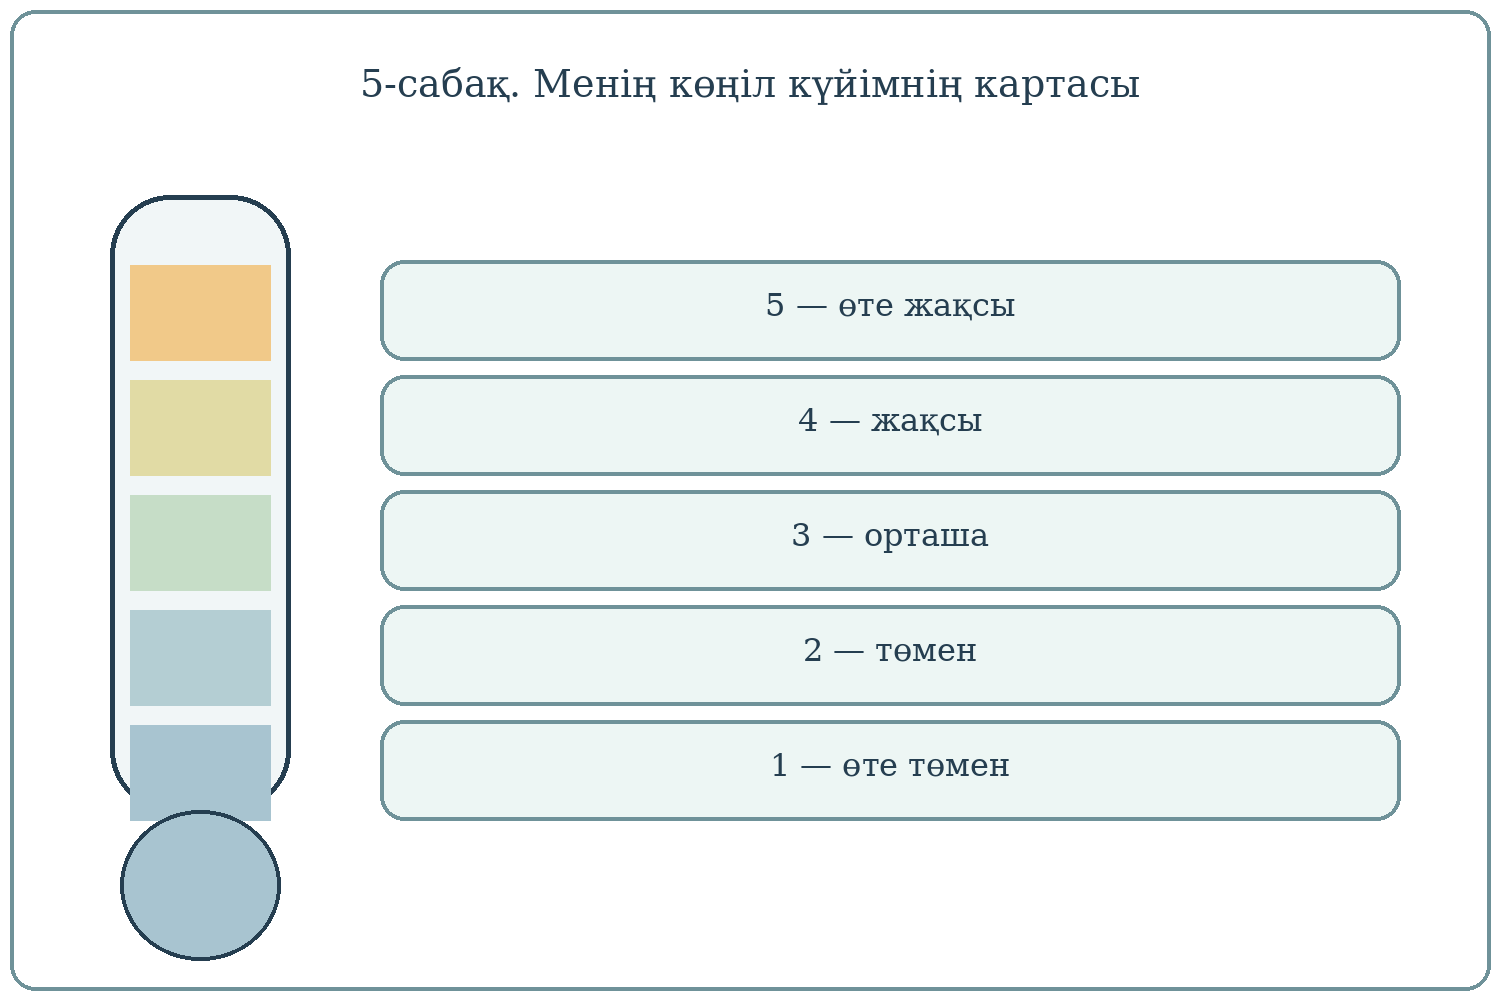 5-сабақ. Менің көңіл күйімнің картасы
5 — өте жақсы
4 — жақсы
3 — орташа
2 — төмен
1 — өте төмен